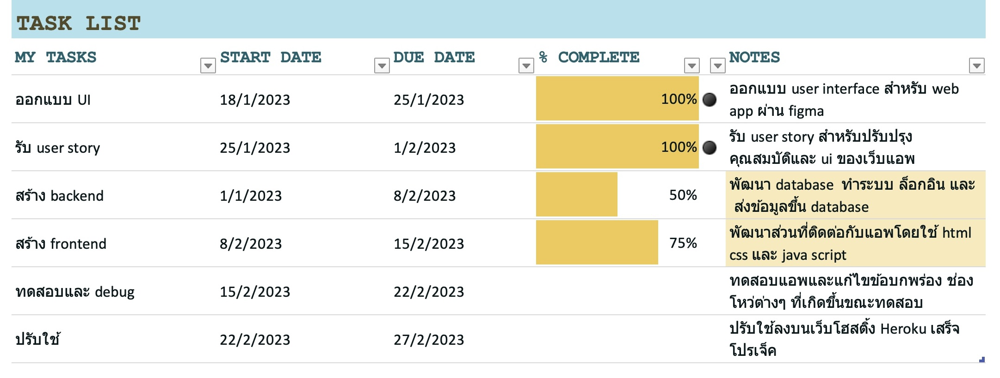 TASK LIST
MY TASKS START DATE DUE DATE % COMPLETE NOTES
ออกแบบ UI 18/1/2023 25/1/2023 100% ออกแบบ user interface สำหรับ web
app ผ่าน figma
รับ user story 25/1/2023 1/2/2023 100% รับ user story สำหรับปรับปรุง
คุณสมบัติและ ui ของเว็บแอพ
สร้าง backend 1/1/2023 8/2/2023 50% พัฒนา database ทำระบบ ล็อกอิน และ
ส่งข้อมูลขึ้น database
สร้าง frontend 8/2/2023 15/2/2023 75% พัฒนาส่วนที่ติดต่อกับแอพโดยใช้ html
css และ java script
ทดสอบและ debug 15/2/2023 22/2/2023 ทดสอบแอพและแก้ไขข้อบกพร่อง ช่อง
โหว่ต่างๆ ที่เกิดขึ้นขณะทดสอบ
ปรับใช้ 22/2/2023 27/2/2023 ปรับใช้ลงบนเว็บโฮสติ้ง Heroku เสร็จ
โปรเจ็ค